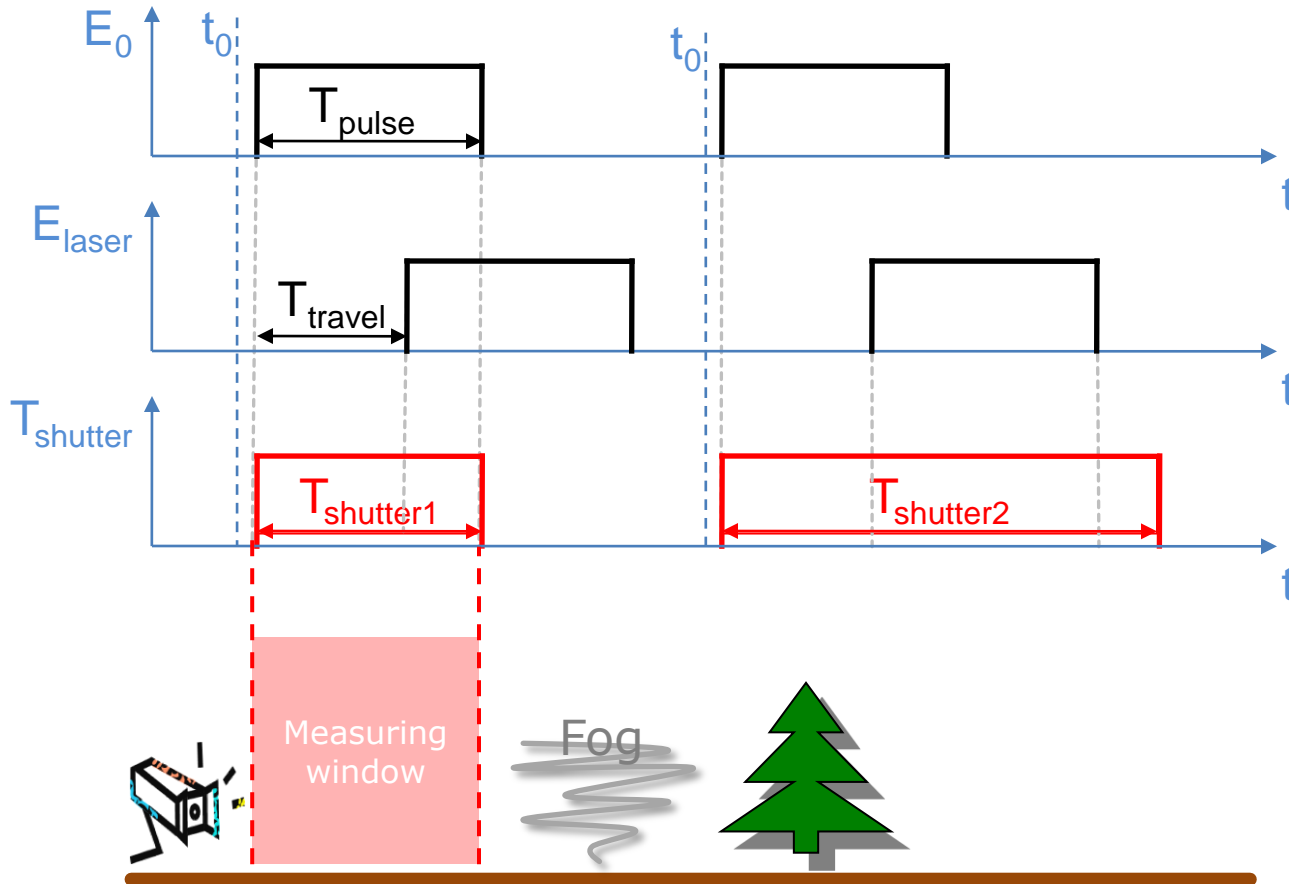 E0
t0
t0
Tpulse
t
Elaser
Ttravel
t
Tshutter
Tshutter1
Tshutter2
t
Measuring
window
Fog